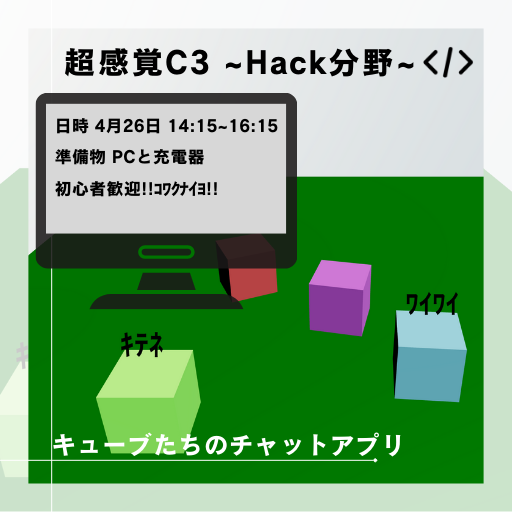 超感覚C3 ~Hack分野~</>
日時 4月26日 14:15~16:15
準備物 PCと充電器
初心者歓迎!!ｺﾜｸﾅｲﾖ!!
ﾜｲﾜｲ
ｷﾃﾈ
キューブたちのチャットアプリ